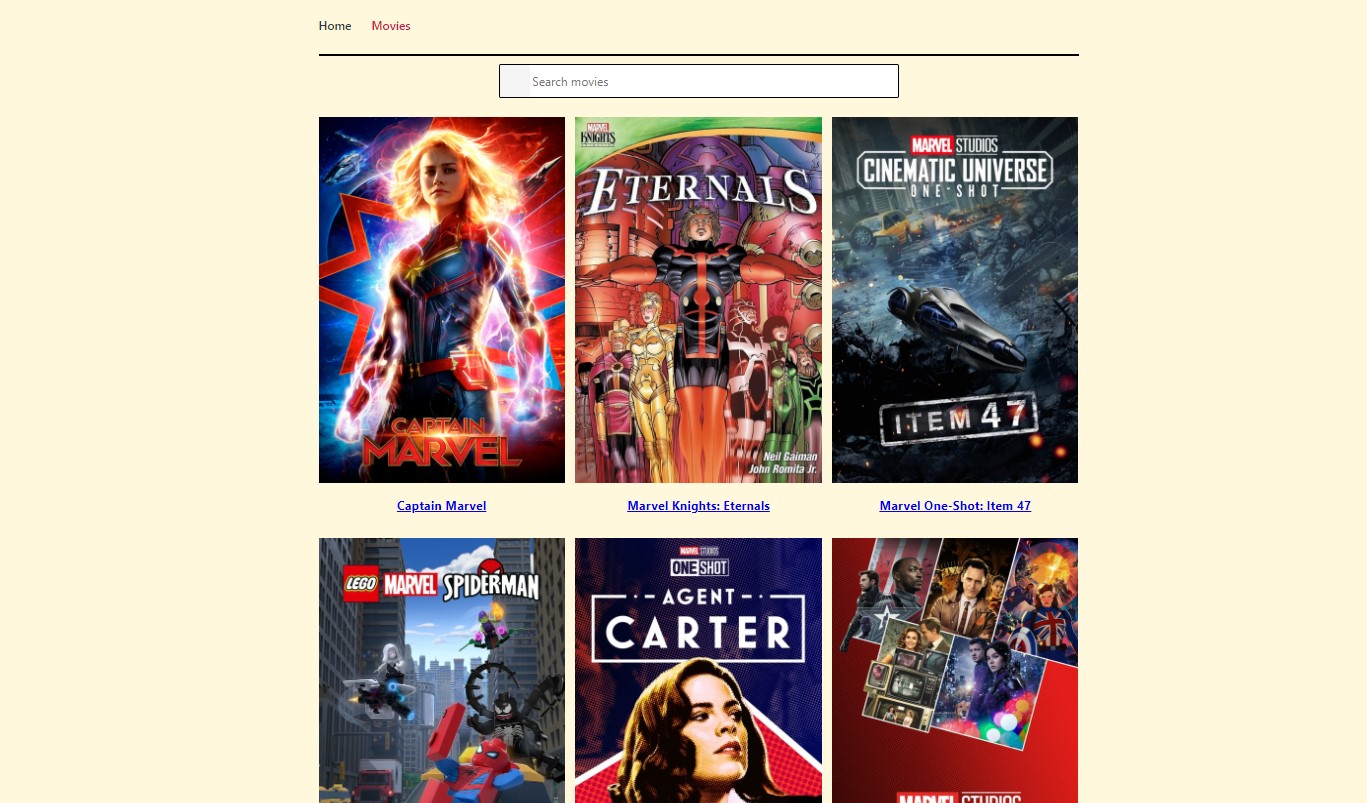 Home Movies
Search movies
MARVEL
KNIGHTS
ETERNALS
Neil Gaiman
John Romita Jr.
MARVEL STUDIOS
CINEMATIC UNIVERSE
ONE-SHOT
ITEM 47
CAPTAIN
MARVEL
Captain Marvel
Marvel Knights: Eternals
Marvel One-Shot: Item 47
LEGO MARVEL SPIDER-MAN
MARVEL STUDIOS
ONE SHOT
AGENT
CARTER
MARVEL STUDIOS